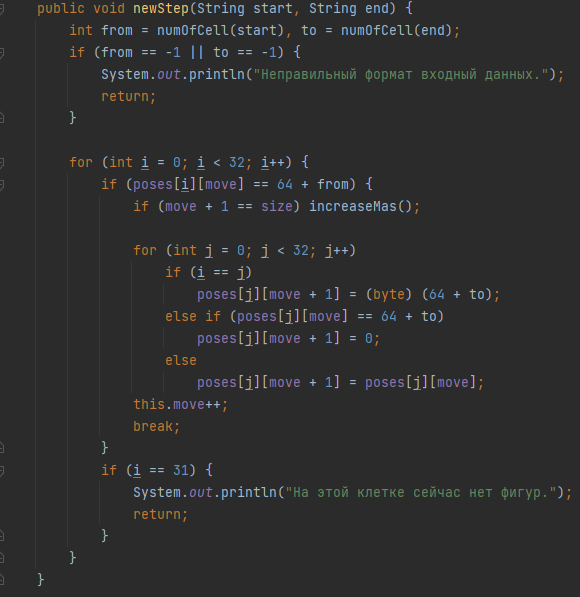 public void newStep(String start, String end) {
    int from = numOfCell(start), to = numOfCell(end);
    if (from == -1 || to == -1) {
        System.out.println("Неправильный формат входный данных.");
        return;
    }

    for (int i = 0; i < 32; i++) {
        if (poses[i][move] == 64 + from) {
            if (move + 1 == size) increaseMas();

            for (int j = 0; j < 32; j++)
                if (i == j)
                    poses[j][move + 1] = (byte) (64 + to);
                else if (poses[j][move] == 64 + to)
                    poses[j][move + 1] = 0;
                else
                    poses[j][move + 1] = poses[j][move];
            this.move++;
            break;
        }
        if (i == 31) {
            System.out.println("На этой клетке сейчас нет фигур.");
            return;
        }
    }
}